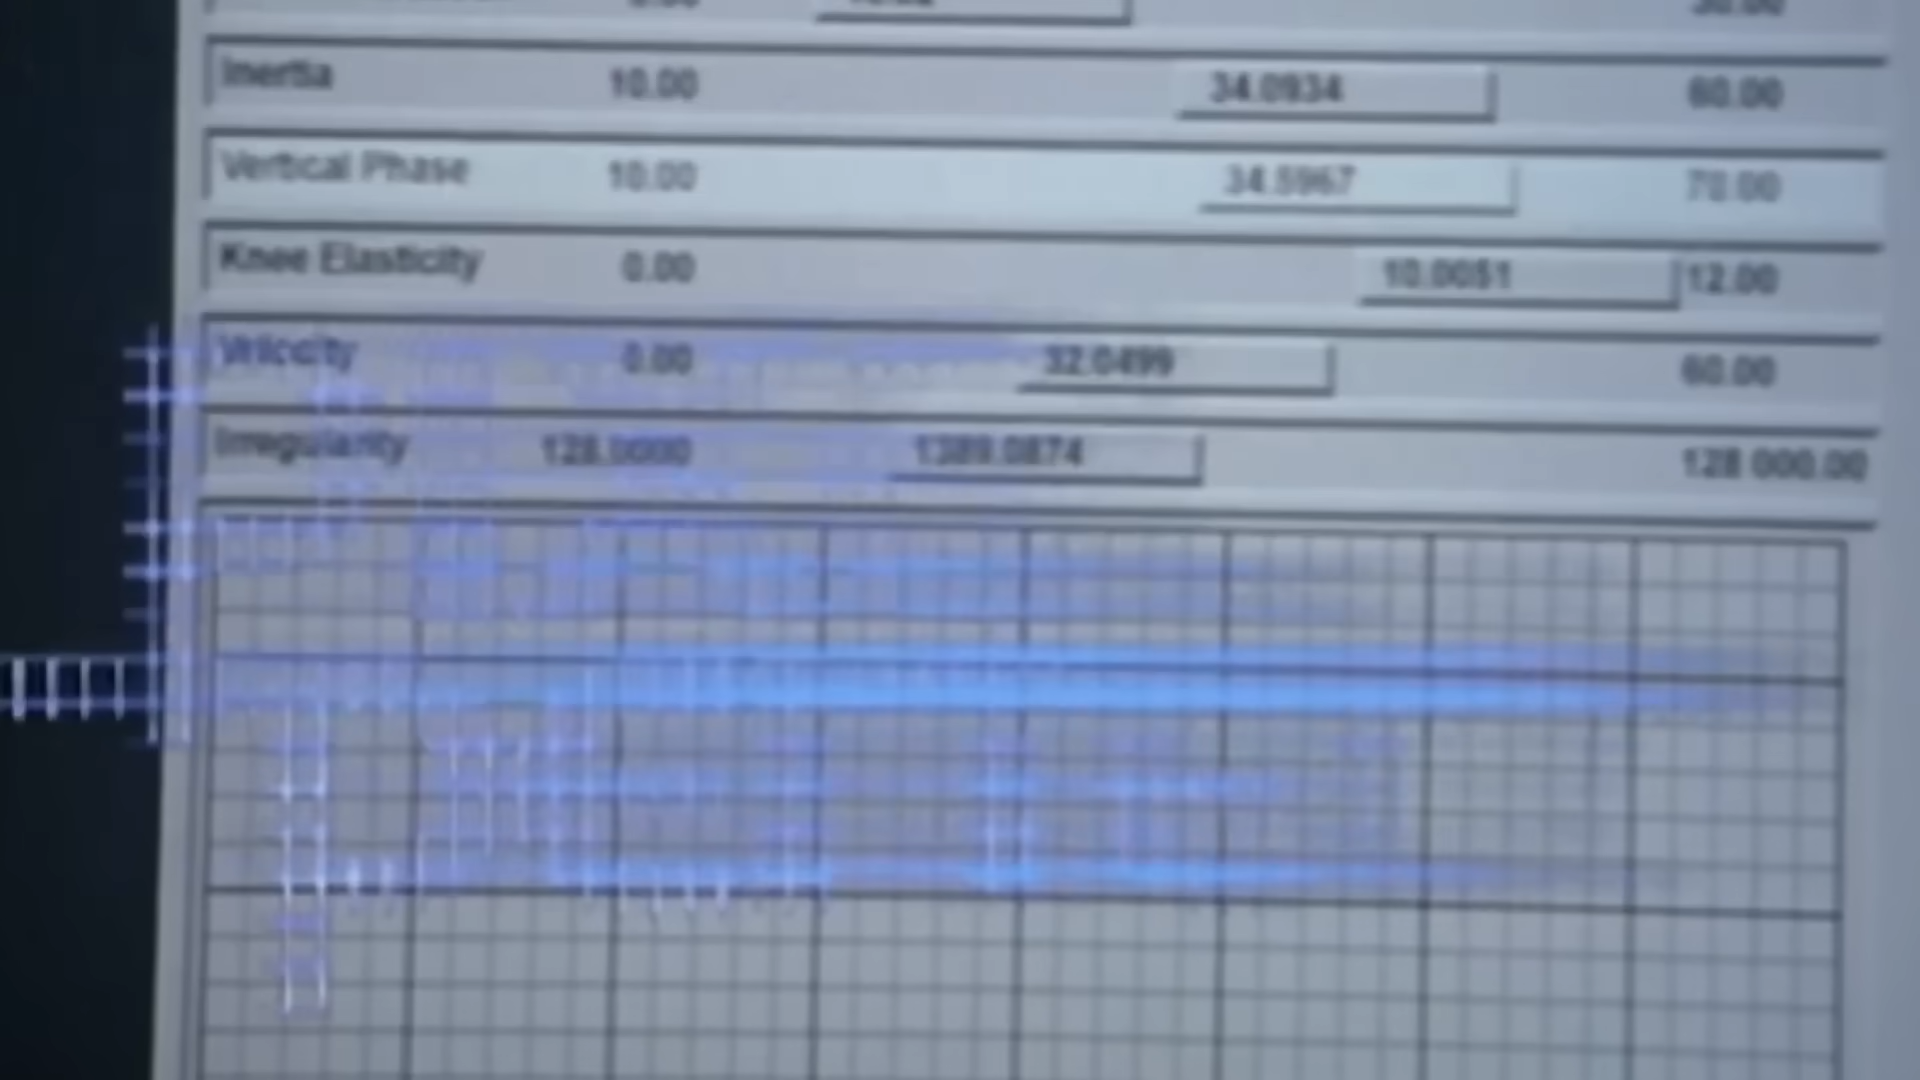 Inertia 10.00 34.0934 60.00
Vertical Phase 10.00 34.5967 70.00
Knee Elasticity 0.00 10.0051 12.00
Velocity 0.00 32.0499 60.00
Irregularity 128.0000 1389.0874 128 000.00